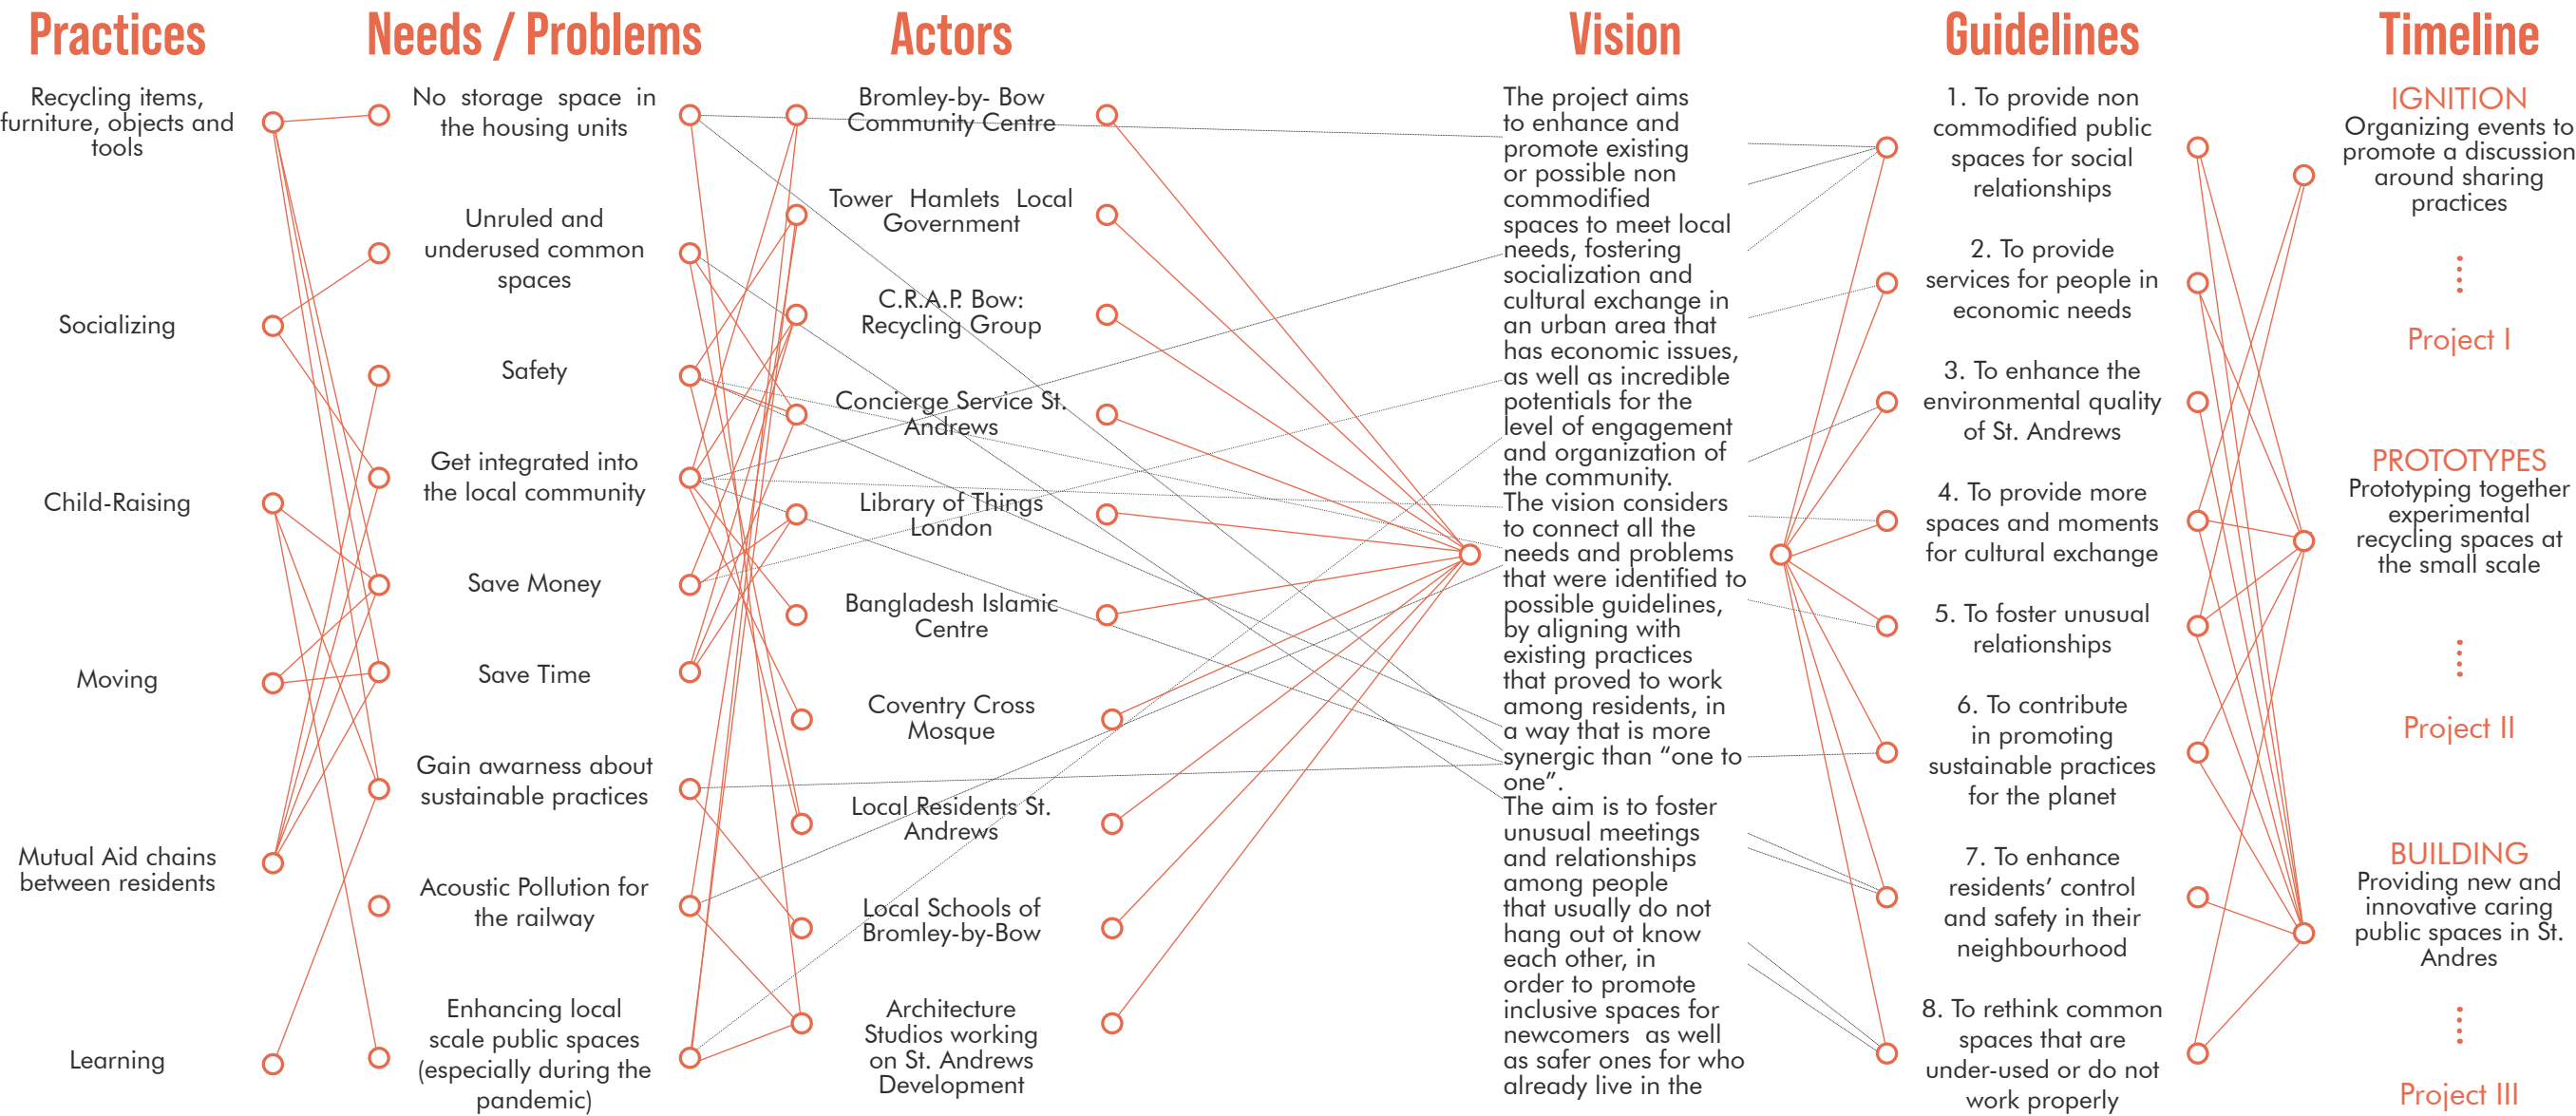 Practices
Recycling items,
furniture, objects and
tools
Socializing
Child-Raising
Moving
Mutual Aid chains
between residents
Learning
Needs / Problems
No storage space in
the housing units
Unruled and
underused common
spaces
Safety
Get integrated into
the local community
Save Money
Save Time
Gain awarness about
sustainable practices
Acoustic Pollution for
the railway
Enhancing local
scale public spaces
(especially during the
pandemic)
Actors
Bromley-by- Bow
Community Centre
Tower Hamlets Local
Government
C.R.A.P. Bow:
Recycling Group
Concierge Service St.
Andrews
Library of Things
London
Bangladesh Islamic
Centre
Coventry Cross
Mosque
Local Residents St.
Andrews
Local Schools of
Bromley-by-Bow
Architecture
Studios working
on St. Andrews
Development
Vision
The project aims
to enhance and
promote existing
or possible non
commodified
spaces to meet local
needs, fostering
socialization and
cultural exchange in
an urban area that
has economic issues,
as well as incredible
potentials for the
level of engagement
and organization of
the community.
The vision considers
to connect all the
needs and problems
that were identified to
possible guidelines,
by aligning with
existing practices
that proved to work
among residents, in
a way that is more
synergic than “one to
one”.
The aim is to foster
unusual meetings
and relationships
among people
that usually do not
hang out ot know
each other, in
order to promote
inclusive spaces for
newcomers as well
as safer ones for who
already live in the
Guidelines
1. To provide non
commodified public
spaces for social
relationships
2. To provide
services for people in
economic needs
3. To enhance the
environmental quality
of St. Andrews
4. To provide more
spaces and moments
for cultural exchange
5. To foster unusual
relationships
6. To contribute
in promoting
sustainable practices
for the planet
7. To enhance
residents’ control
and safety in their
neighbourhood
8. To rethink common
spaces that are
under-used or do not
work properly
Timeline
IGNITION
Organizing events to
promote a discussion
around sharing
practices
Project I
PROTOTYPES
Prototyping together
experimental
recycling spaces at
the small scale
Project II
BUILDING
Providing new and
innovative caring
public spaces in St.
Andres
Project III